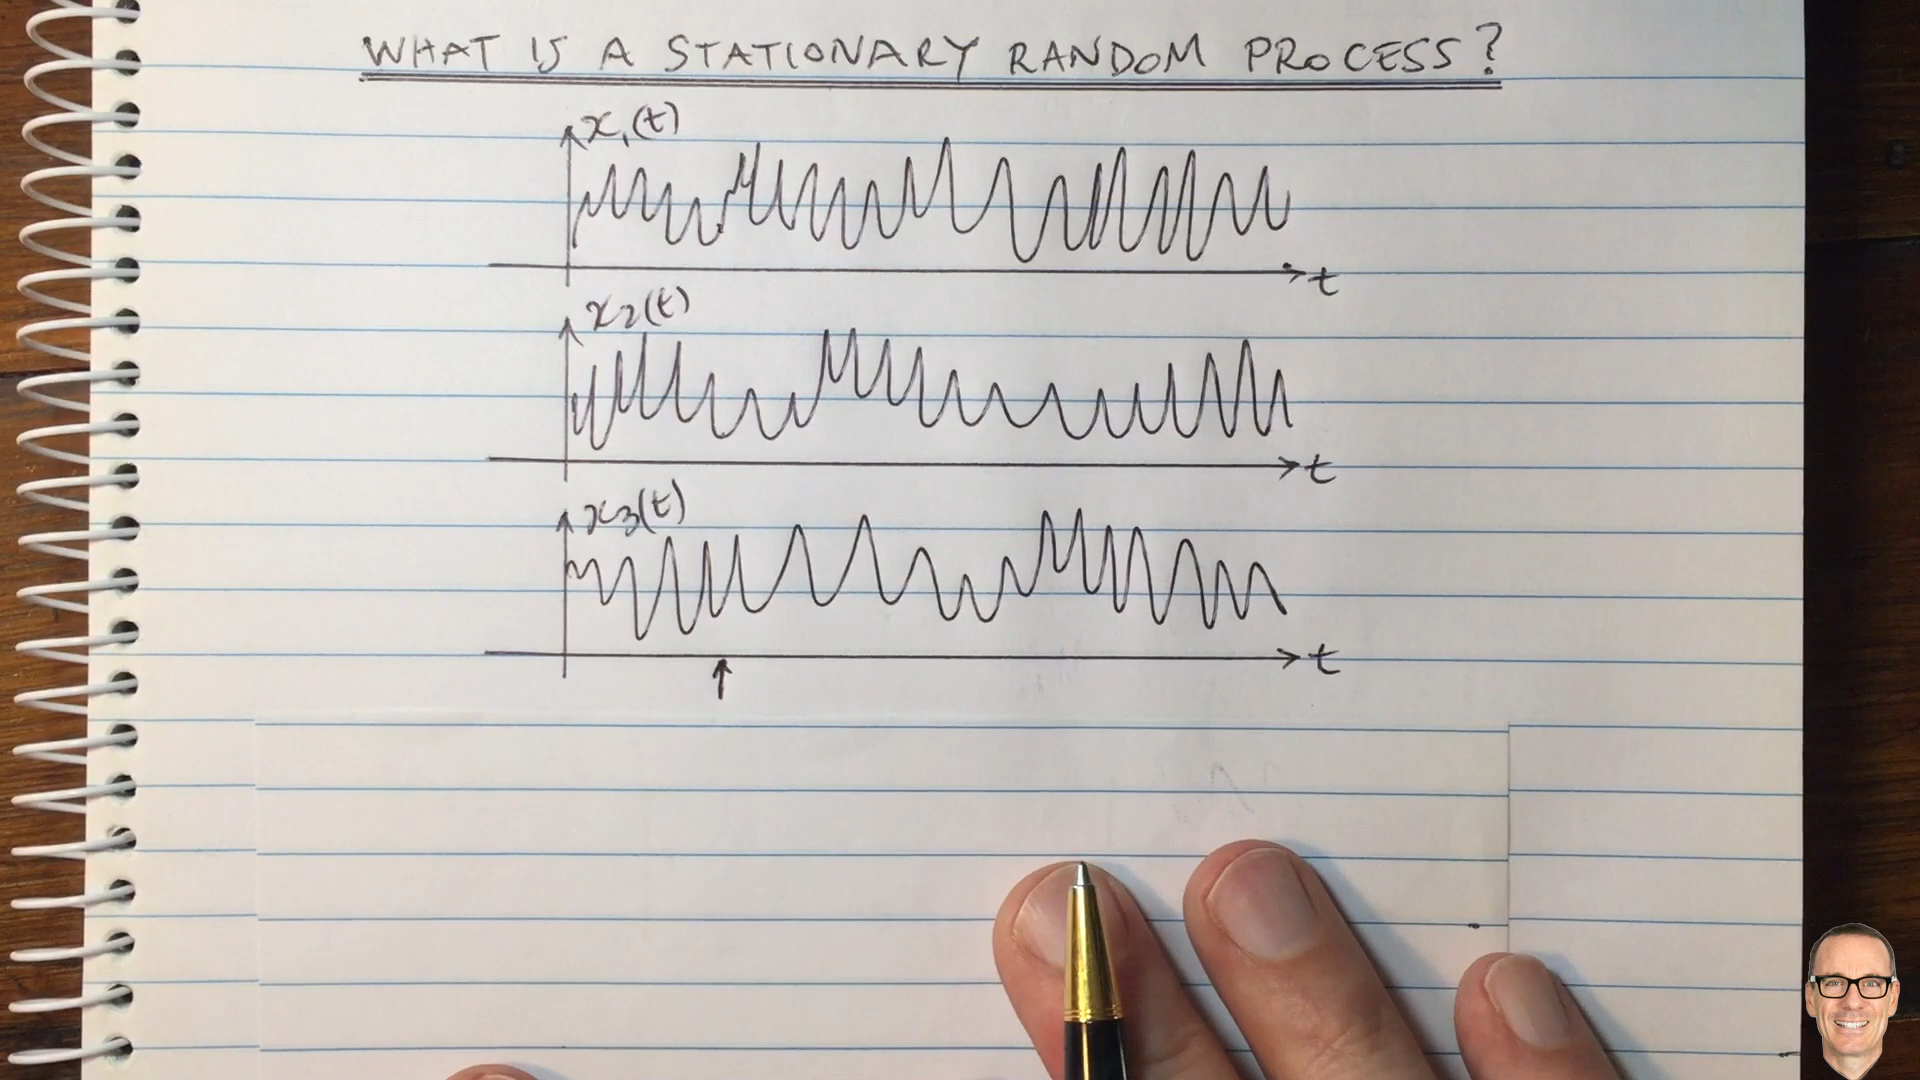 WHAT IS A STATIONARY RANDOM PROCESS?
x₁(t)
t
x2(t)
t
x3(t)
t